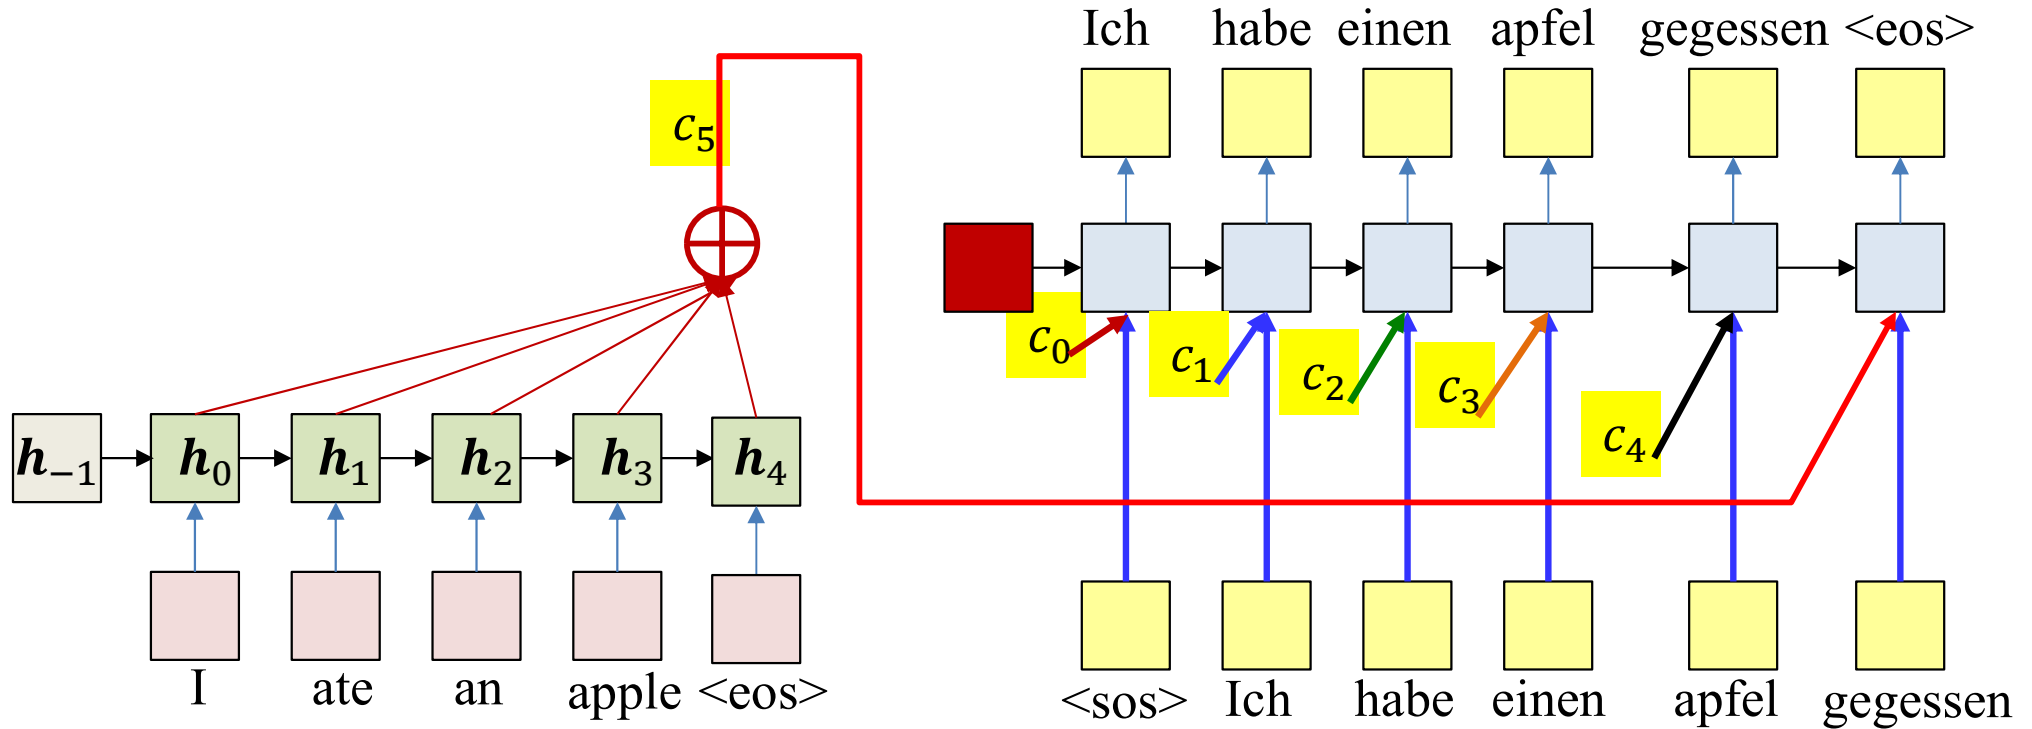 Ich habe einen apfel gegessen <eos>
c₅
c₀ c₁ c₂ c₃ c₄
h₋₁ h₀ h₁ h₂ h₃ h₄
I ate an apple <eos>
<sos> Ich habe einen apfel gegessen